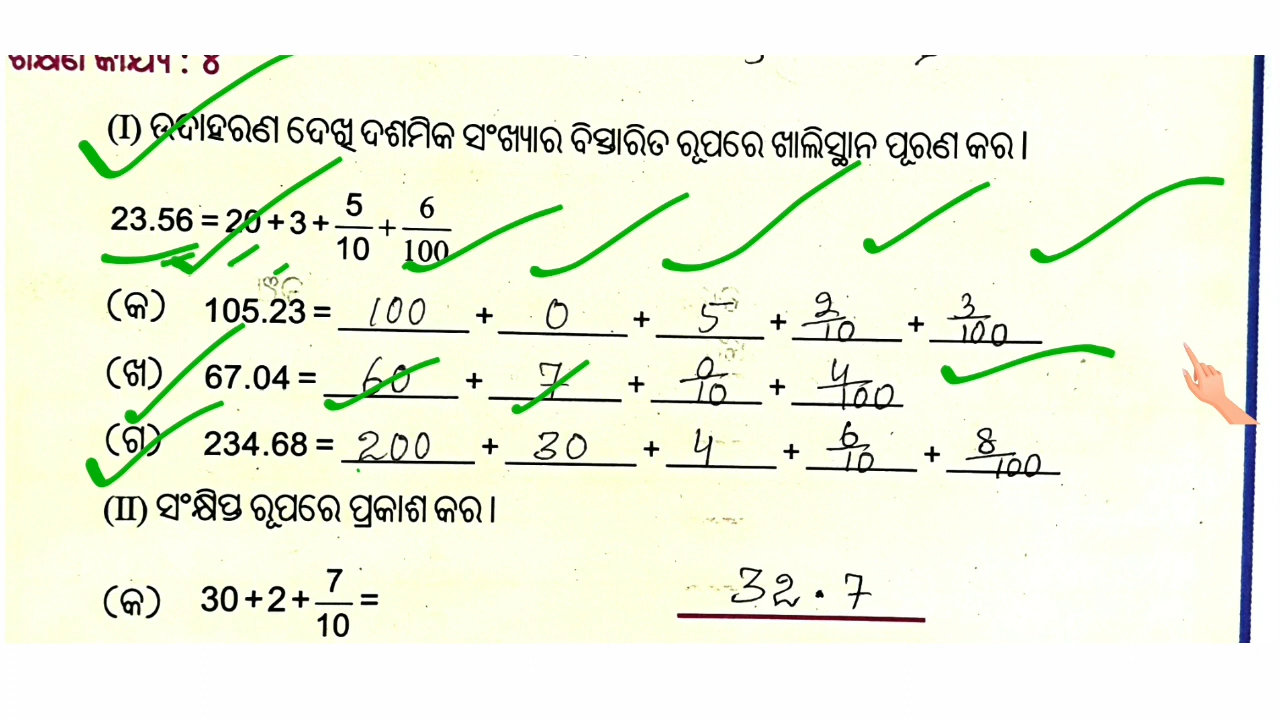 ଶିକ୍ଷଣ କାର୍ଯ୍ୟ : ୪
(I) ଉଦାହରଣ ଦେଖି ଦଶମିକ ସଂଖ୍ୟାର ବିସ୍ତାରିତ ରୂପରେ ଖାଲିସ୍ଥାନ ପୂରଣ କର।
23.56 = 20 + 3 + 5/10 + 6/100
(କ) 105.23 = 100 + 0 + 5 + 2/10 + 3/100
(ଖ) 67.04 = 60 + 7 + 0/10 + 4/100
(ଗ) 234.68 = 200 + 30 + 4 + 6/10 + 8/100
(II) ସଂକ୍ଷିପ୍ତ ରୂପରେ ପ୍ରକାଶ କର।
(କ) 30 + 2 + 7/10 = 32.7